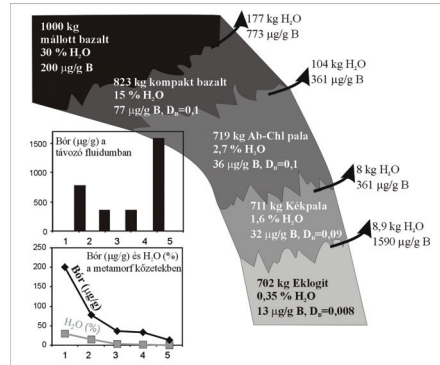 1000 kg
mállott bazalt
30 % H₂O
200 µg/g B
177 kg H₂O
773 µg/g B
823 kg kompakt bazalt
15 % H₂O
77 µg/g B, D_B=0,1
104 kg H₂O
361 µg/g B
719 kg Ab-Chl pala
2,7 % H₂O
36 µg/g B, D_B=0,1
8 kg H₂O
361 µg/g B
711 kg Kékpala
1,6 % H₂O
32 µg/g B, D_B=0,09
8,9 kg H₂O
1590 µg/g B
702 kg Eklogit
0,35 % H₂O
13 µg/g B, D_B=0,008
Bór (µg/g) a
távozó fluidumban
1500
1000
500
0
1 2 3 4 5
Bór (µg/g) és H₂O (%)
a metamorf kőzetekben
250
200
150
100
50
0
Bór (µg/g)
H₂O (%)
1 2 3 4 5